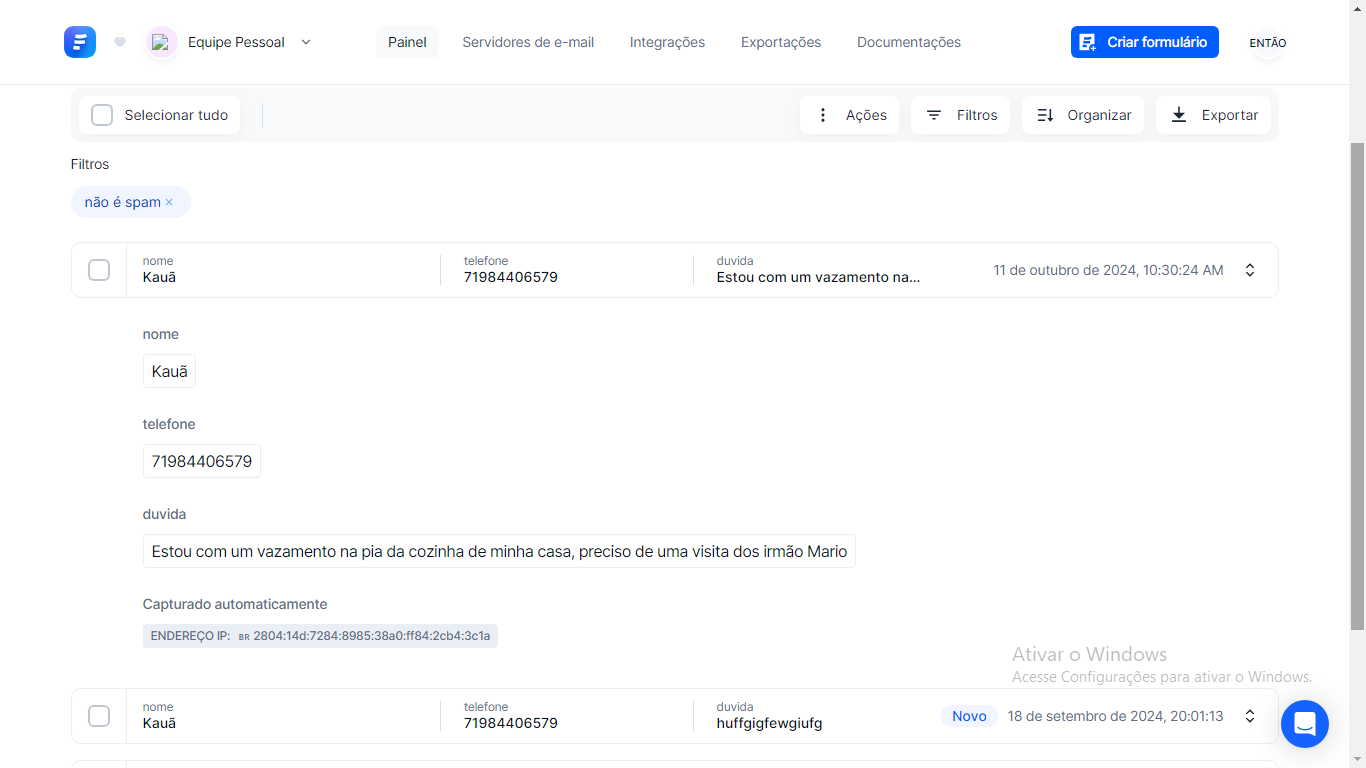 Equipe Pessoal
Painel
Servidores de e-mail
Integrações
Exportações
Documentações
Criar formulário
ENTÃO
Selecionar tudo
Ações
Filtros
Organizar
Exportar
Filtros
não é spam ×
nome
Kauã
telefone
71984406579
duvida
Estou com um vazamento na...
11 de outubro de 2024, 10:30:24 AM
nome
Kauã
telefone
71984406579
duvida
Estou com um vazamento na pia da cozinha de minha casa, preciso de uma visita dos irmão Mario
Capturado automaticamente
ENDEREÇO IP: BR 2804:14d:7284:8985:38a0:ff84:2cb4:3c1a
Ativar o Windows
Acesse Configurações para ativar o Windows.
nome
Kauã
telefone
71984406579
duvida
huffgigfewgiufg
Novo
18 de setembro de 2024, 20:01:13